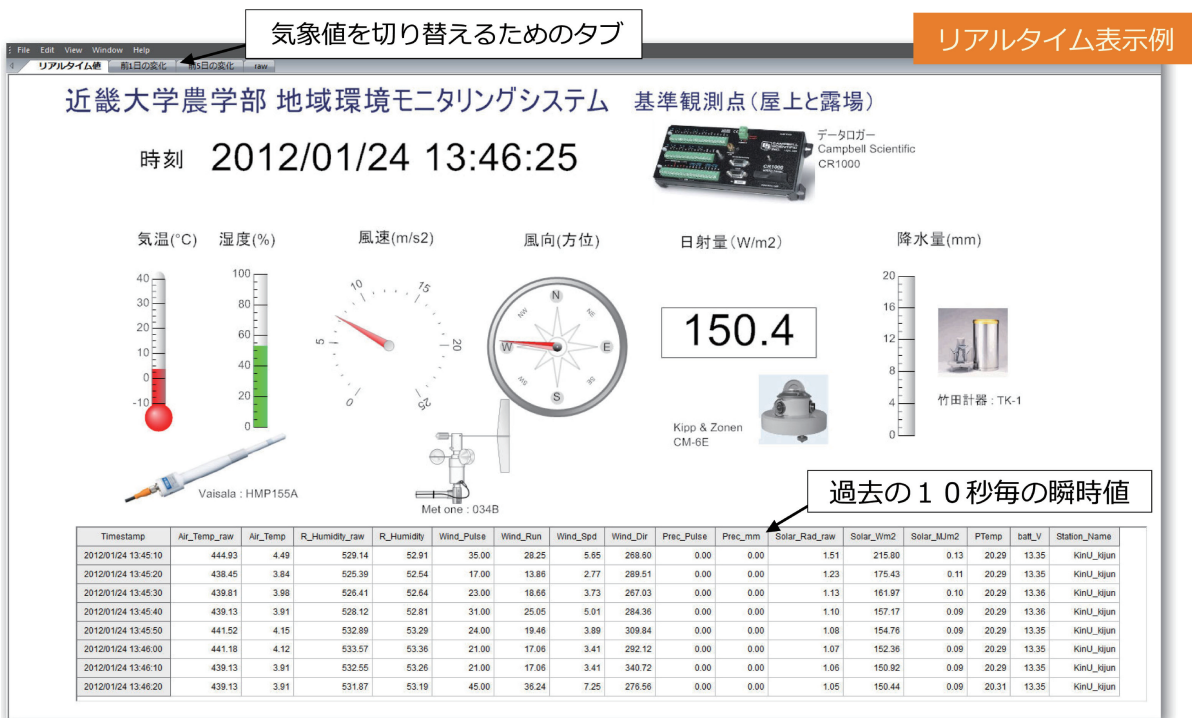 気象値を切り替えるためのタブ
リアルタイム表示例
File Edit View Window Help
リアルタイム値 前1日の変化 前5日の変化 raw
近畿大学農学部 地域環境モニタリングシステム 基準観測点(屋上と露場)
時刻 2012/01/24 13:46:25
データロガー
Campbell Scientific
CR1000
気温(°C) 湿度(%) 風速(m/s2) 風向(方位) 日射量(W/m2) 降水量(mm)
40
30
20
10
0
-10
100
80
60
40
20
0
0
5
10
15
20
25
N
NE
E
SE
S
SW
W
NW
150.4
20
16
12
8
4
0
竹田計器 : TK-1
Kipp & Zonen
CM-6E
Vaisala : HMP155A
Met one : 034B
過去の10秒毎の瞬時値
Timestamp Air_Temp_raw Air_Temp R_Humidity_raw R_Humidity Wind_Pulse Wind_Run Wind_Spd Wind_Dir Prec_Pulse Prec_mm Solar_Rad_raw Solar_Wm2 Solar_MJm2 PTemp batt_V Station_Name
2012/01/24 13:45:10 444.93 4.49 529.14 52.91 35.00 28.25 5.65 268.60 0.00 0.00 1.51 215.80 0.13 20.29 13.35 KinU_kijun
2012/01/24 13:45:20 438.45 3.84 525.39 52.54 17.00 13.86 2.77 289.51 0.00 0.00 1.23 175.43 0.11 20.29 13.35 KinU_kijun
2012/01/24 13:45:30 439.81 3.98 526.41 52.64 23.00 18.66 3.73 267.03 0.00 0.00 1.13 161.97 0.10 20.29 13.36 KinU_kijun
2012/01/24 13:45:40 439.13 3.91 528.12 52.81 31.00 25.05 5.01 284.36 0.00 0.00 1.10 157.17 0.09 20.29 13.36 KinU_kijun
2012/01/24 13:45:50 441.52 4.15 532.89 53.29 24.00 19.46 3.89 309.84 0.00 0.00 1.08 154.76 0.09 20.29 13.35 KinU_kijun
2012/01/24 13:46:00 441.18 4.12 533.57 53.36 21.00 17.06 3.41 292.12 0.00 0.00 1.07 152.36 0.09 20.29 13.35 KinU_kijun
2012/01/24 13:46:10 439.13 3.91 532.55 53.26 21.00 17.06 3.41 340.72 0.00 0.00 1.06 150.92 0.09 20.29 13.35 KinU_kijun
2012/01/24 13:46:20 439.13 3.91 531.87 53.19 45.00 36.24 7.25 276.56 0.00 0.00 1.05 150.44 0.09 20.31 13.35 KinU_kijun